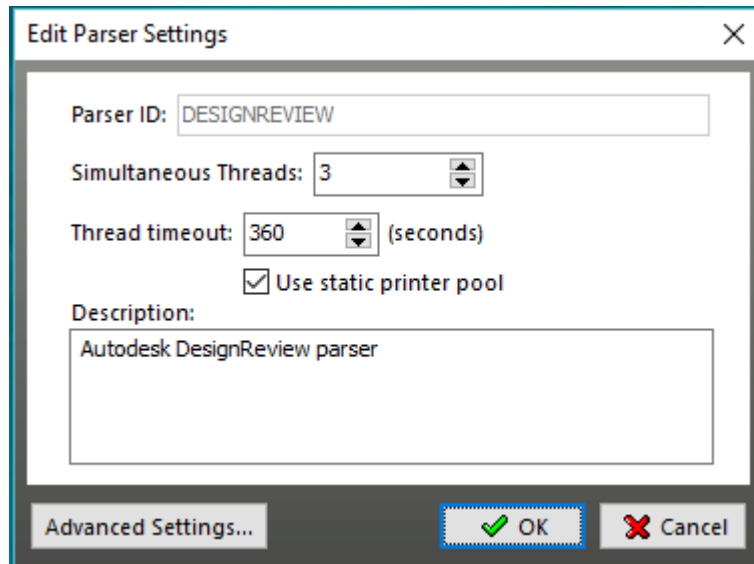 Edit Parser Settings
Parser ID: DESIGNREVIEW
Simultaneous Threads: 3
Thread timeout: 360 (seconds)
Use static printer pool
Description:
Autodesk DesignReview parser
Advanced Settings... OK Cancel